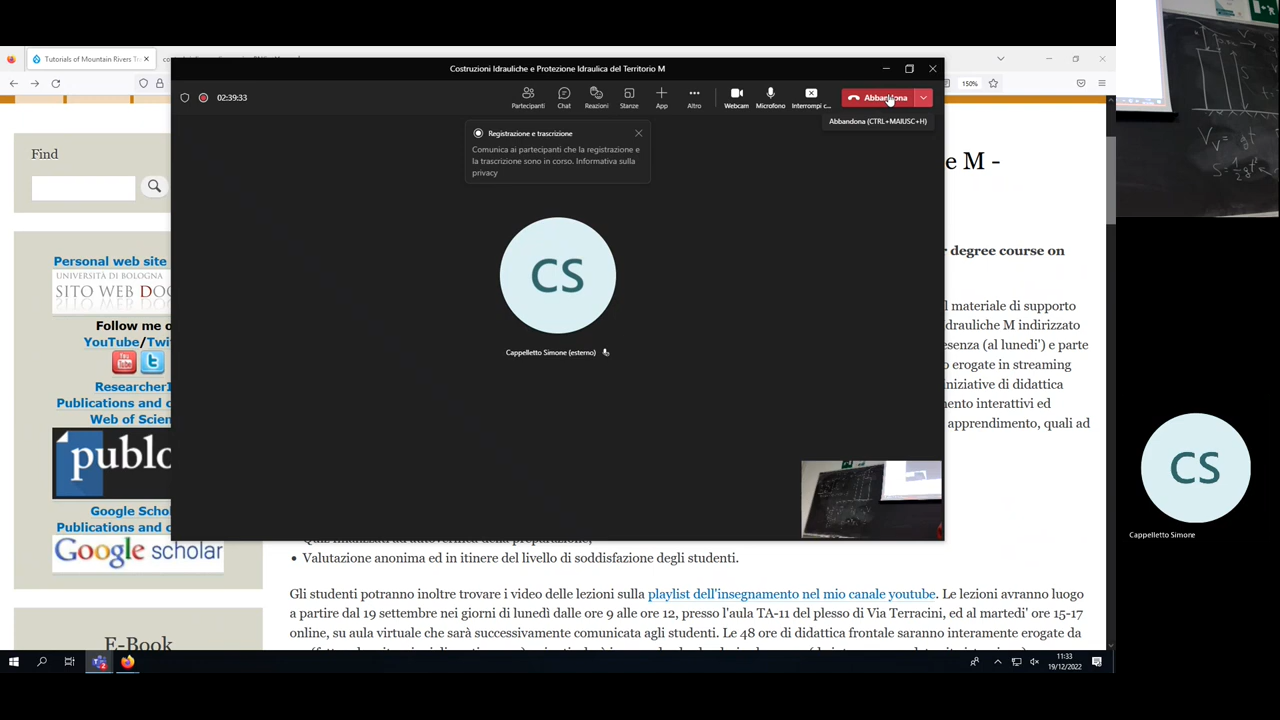 Tutorials of Mountain Rivers Tr
150%
Costruzioni Idrauliche e Protezione Idraulica del Territorio M
02:39:33
Partecipanti
Chat
Reazioni
Stanze
App
Altro
Webcam
Microfono
Interrompi c...
Abbandona
Abbandona (CTRL+MAIUSC+H)
Registrazione e trascrizione
Comunica ai partecipanti che la registrazione e
la trascrizione sono in corso. Informativa sulla
privacy
CS
Cappelletto Simone (esterno)
Find
Personal web site
UNIVERSITÀ DI BOLOGNA
SITO WEB DO
Follow me o
YouTube/Twi
You Tube
Researcher
Publications and c
Web of Scien
publo
Google Schol
Publications and c
Google scholar
E-Book
e M -
r degree course on
l materiale di supporto
drauliche M indirizzato
esenza (al lunedi') e parte
o erogate in streaming
niziative di didattica
mento interattivi ed
apprendimento, quali ad
• Valutazione anonima ed in itinere del livello di soddisfazione degli studenti.
Gli studenti potranno inoltre trovare i video delle lezioni sulla playlist dell'insegnamento nel mio canale youtube. Le lezioni avranno luogo
a partire dal 19 settembre nei giorni di lunedì dalle ore 9 alle ore 12, presso l'aula TA-11 del plesso di Via Terracini, ed al martedi' ore 15-17
online, su aula virtuale che sarà successivamente comunicata agli studenti. Le 48 ore di didattica frontale saranno interamente erogate da
11:33
19/12/2022
CS
Cappelletto Simone